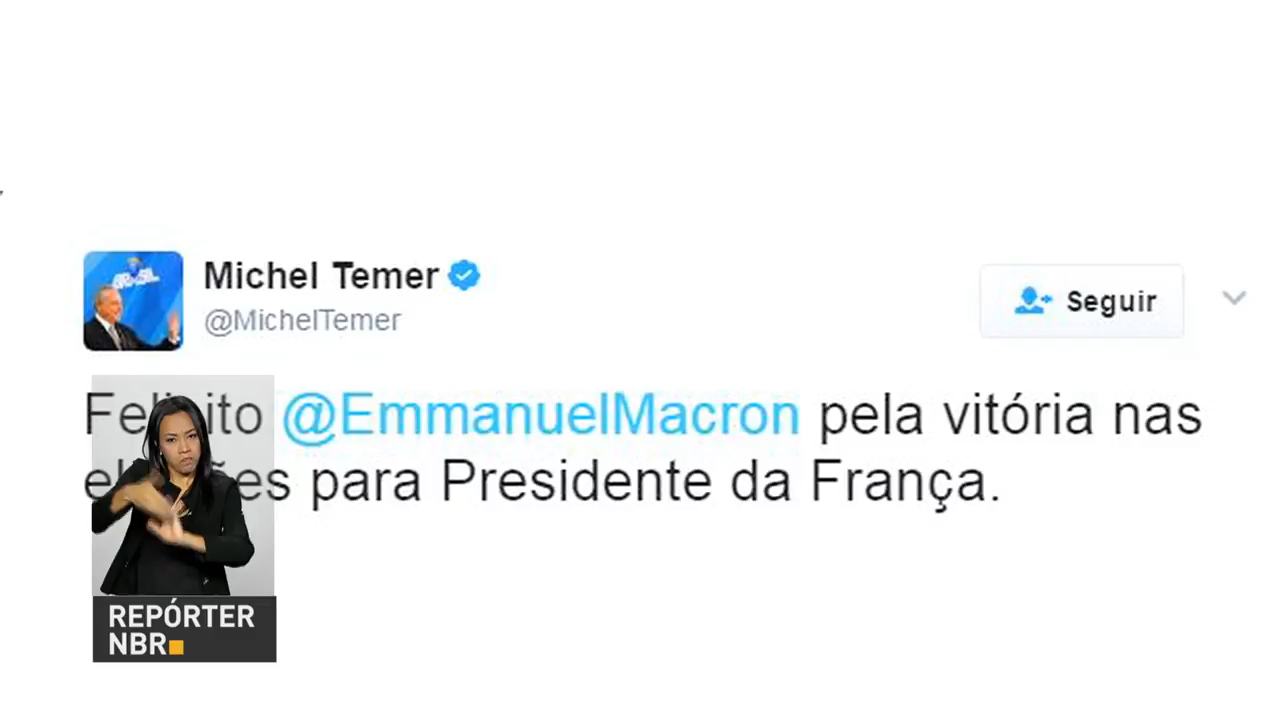 Michel Temer
@MichelTemer
Seguir
@EmmanuelMacron pela vitória nas
para Presidente da França.
REPÓRTER
NBR